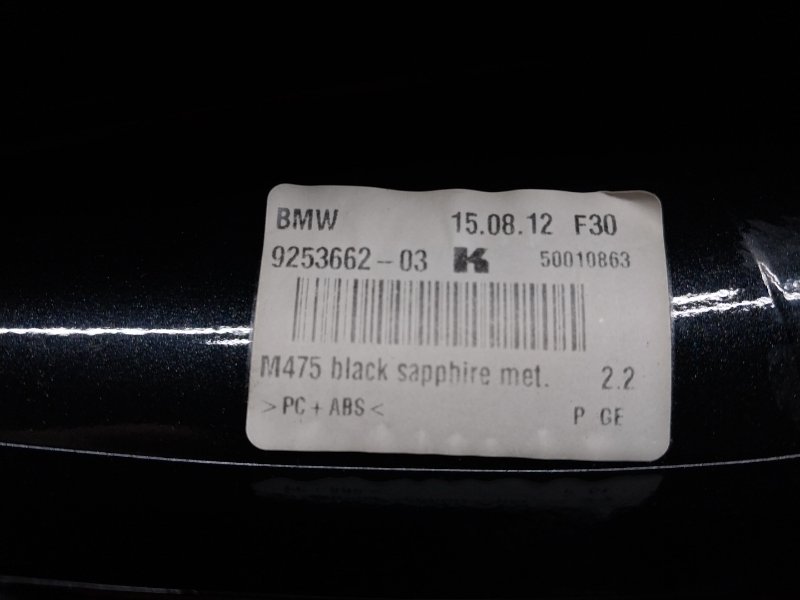 BMW 15.08.12 F30
9253662-03 K 50010863
M475 black sapphire met. 2.2
>PC+ABS< P GE